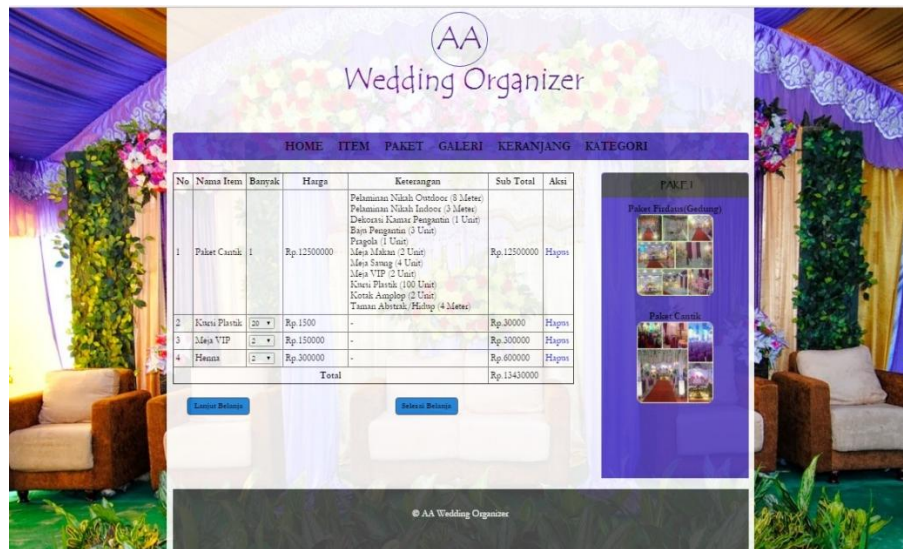 AA
Wedding Organizer
HOME ITEM PAKET GALERI KERANJANG KATEGORI
No Nama Item Banyak Harga Keterangan Sub Total Aksi
1 Paket Cantik 1 Rp.12500000 Pelaminan Nikah Outdoor (8 Meter)
Pelaminan Nikah Indoor (3 Meter)
Dekorasi Kamar Pengantin (1 Unit)
Baju Pengantin (3 Unit)
Pragola (1 Unit)
Meja Makan (2 Unit)
Meja Saung (4 Unit)
Meja VIP (2 Unit)
Kursi Plastik (100 Unit)
Kotak Amplop (2 Unit)
Taman Abstrak/Hidup (4 Meter)
Rp.12500000 Hapus
2 Kursi Plastik 20 Rp.1500 - Rp.30000 Hapus
3 Meja VIP 2 Rp.150000 - Rp.300000 Hapus
4 Henna 2 Rp.300000 - Rp.600000 Hapus
Total Rp.13430000
Lanjut Belanja Selesai Belanja
PAKET
Paket Firdaus(Gedung)
Paket Cantik
© AA Wedding Organizer